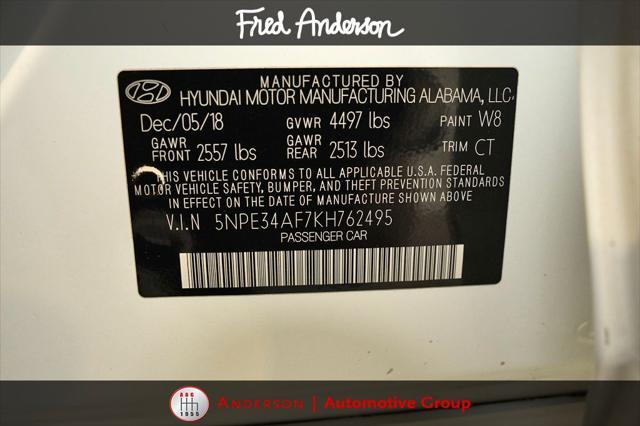 Fred Anderson
MANUFACTURED BY
HYUNDAI MOTOR MANUFACTURING ALABAMA, LLC.
Dec/05/18 GVWR 4497 lbs PAINT W8
GAWR FRONT 2557 lbs GAWR REAR 2513 lbs TRIM CT
THIS VEHICLE CONFORMS TO ALL APPLICABLE U.S.A. FEDERAL
MOTOR VEHICLE SAFETY, BUMPER, AND THEFT PREVENTION STANDARDS
IN EFFECT ON THE DATE OF MANUFACTURE SHOWN ABOVE
V.I.N 5NPE34AF7KH762495
PASSENGER CAR
AAG
1955
ANDERSON | Automotive Group